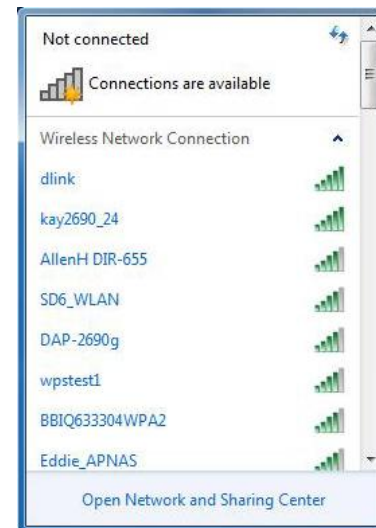 Not connected
Connections are available
Wireless Network Connection
dlink
kay2690_24
AllenH DIR-655
SD6_WLAN
DAP-2690g
wpstest1
BBIQ633304WPA2
Eddie_APNAS
Open Network and Sharing Center